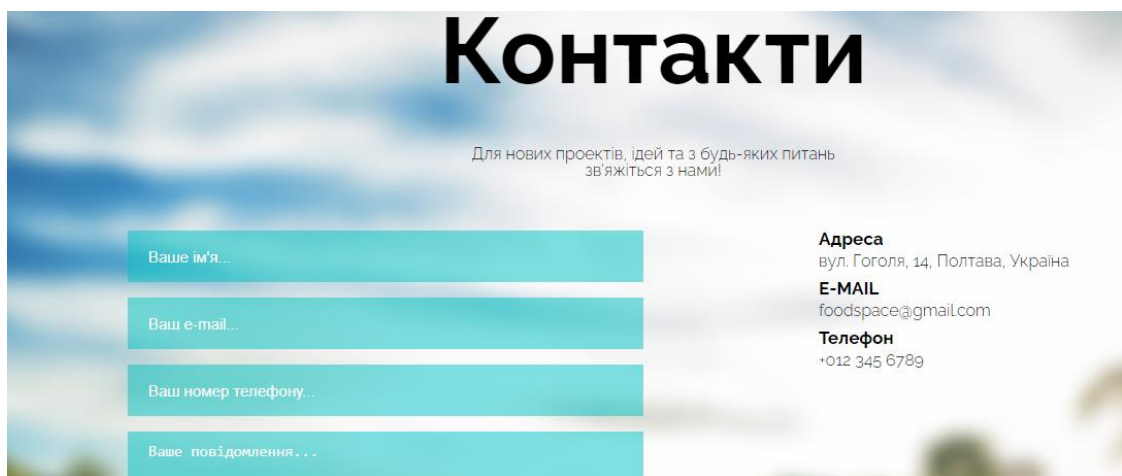 Контакти
Для нових проектів, ідей та з будь-яких питань
зв'яжіться з нами!
Ваше ім'я...
Ваш e-mail...
Ваш номер телефону...
Ваше повідомлення...
Адреса
вул. Гоголя, 14, Полтава, Україна
E-MAIL
foodspace@gmail.com
Телефон
+012 345 6789